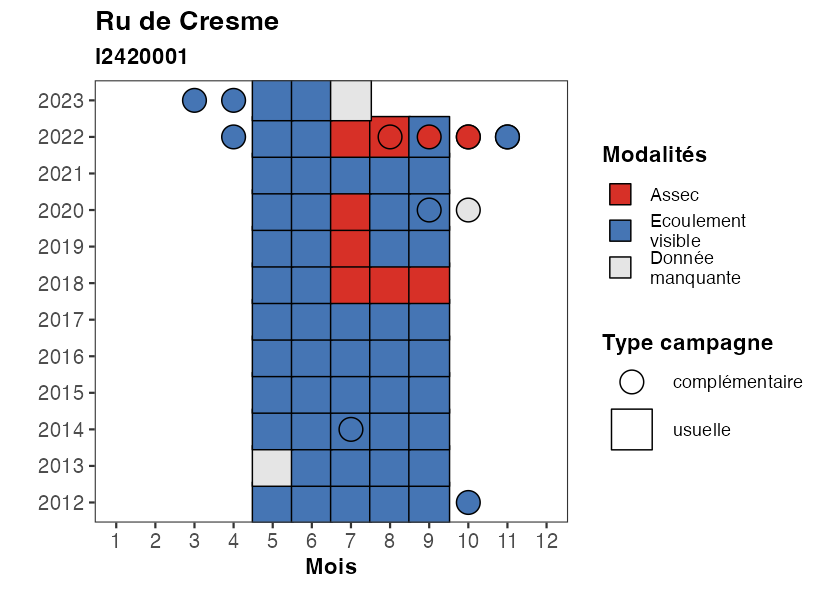 Ru de Cresme
I2420001
2023
2022
2021
2020
2019
2018
2017
2016
2015
2014
2013
2012
1 2 3 4 5 6 7 8 9 10 11 12
Mois
Modalités
Assec
Ecoulement
visible
Donnée
manquante
Type campagne
complémentaire
usuelle